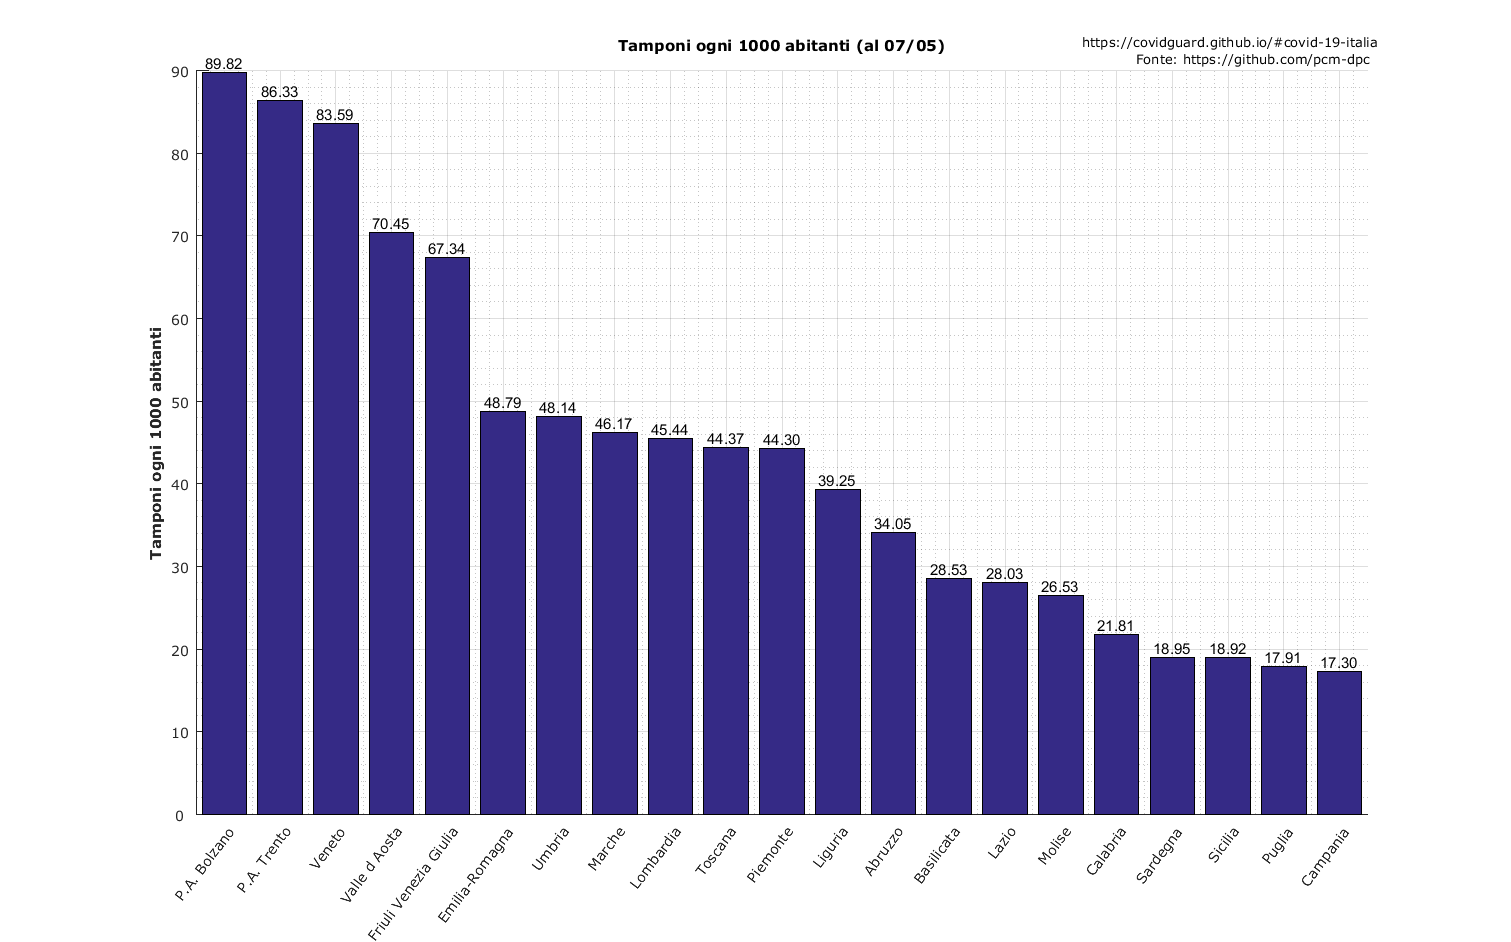 Tamponi ogni 1000 abitanti (al 07/05)
https://covidguard.github.io/#covid-19-italia
Fonte: https://github.com/pcm-dpc
Tamponi ogni 1000 abitanti
90
80
70
60
50
40
30
20
10
0
89.82
86.33
83.59
70.45
67.34
48.79
48.14
46.17
45.44
44.37
44.30
39.25
34.05
28.53
28.03
26.53
21.81
18.95
18.92
17.91
17.30
P.A. Bolzano
P.A. Trento
Veneto
Valle d Aosta
Friuli Venezia Giulia
Emilia-Romagna
Umbria
Marche
Lombardia
Toscana
Piemonte
Liguria
Abruzzo
Basilicata
Lazio
Molise
Calabria
Sardegna
Sicilia
Puglia
Campania